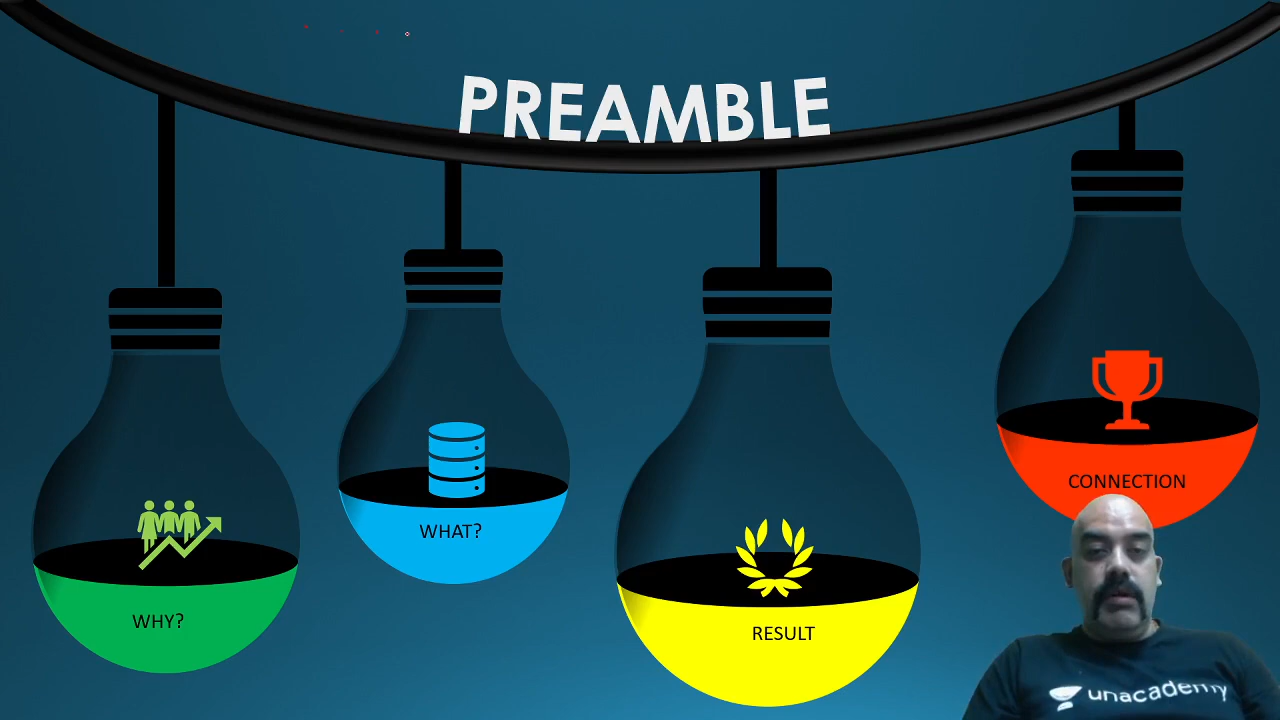 PREAMBLE
WHY?
WHAT?
RESULT
CONNECTION
unacademy